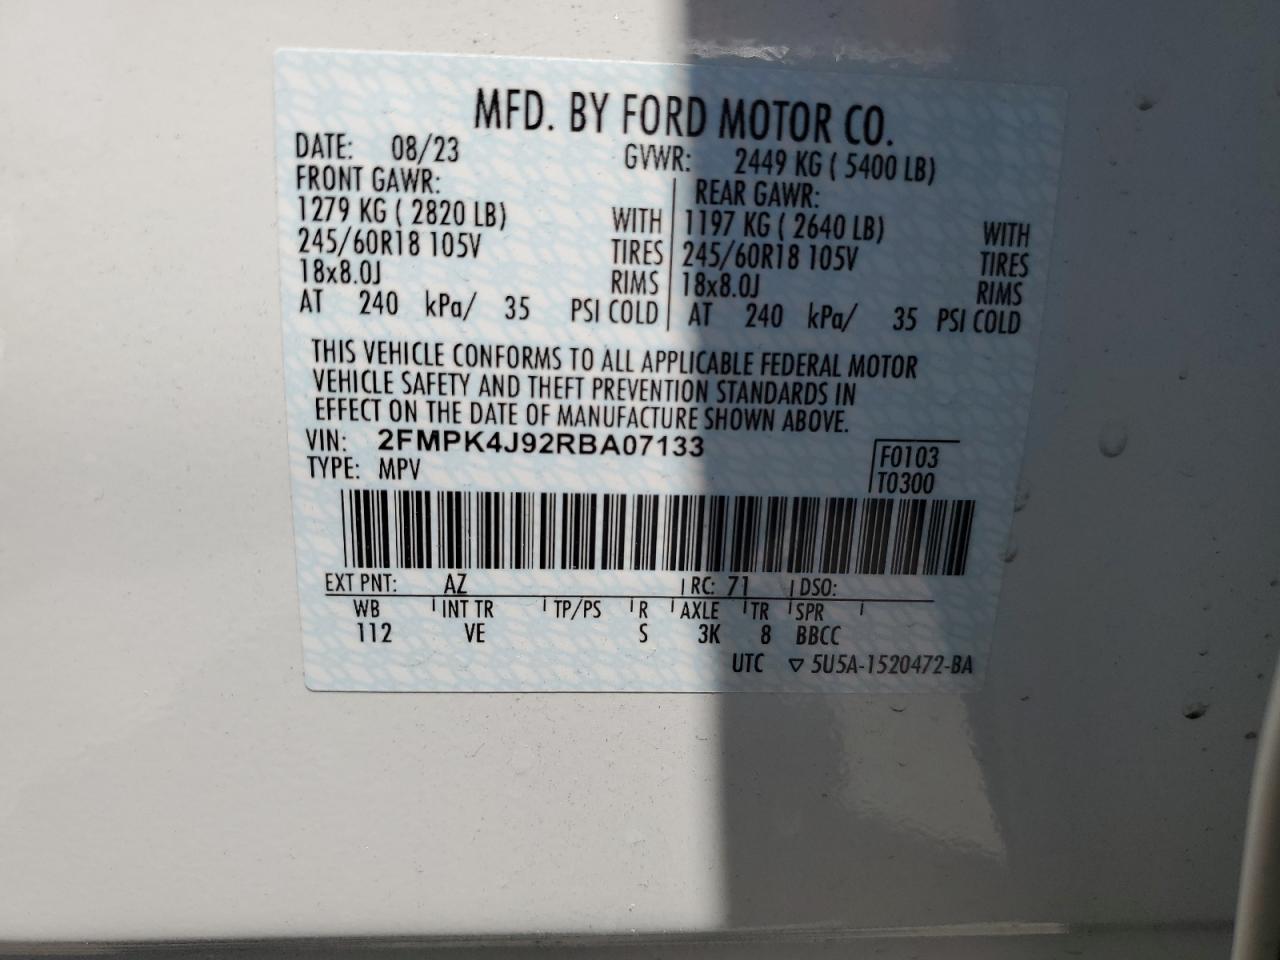 MFD. BY FORD MOTOR CO.
DATE: 08/23 GVWR: 2449 KG ( 5400 LB)
FRONT GAWR: REAR GAWR:
1279 KG ( 2820 LB) WITH 1197 KG ( 2640 LB) WITH
245/60R18 105V TIRES 245/60R18 105V TIRES
18x8.0J RIMS 18x8.0J RIMS
AT 240 kPa/ 35 PSI COLD AT 240 kPa/ 35 PSI COLD
THIS VEHICLE CONFORMS TO ALL APPLICABLE FEDERAL MOTOR
VEHICLE SAFETY AND THEFT PREVENTION STANDARDS IN
EFFECT ON THE DATE OF MANUFACTURE SHOWN ABOVE.
VIN: 2FMPK4J92RBA07133 F0103
TYPE: MPV T0300
EXT PNT: AZ RC: 71 DSO:
WB INT TR TP/PS R AXLE TR SPR
112 VE S 3K 8 BBCC
UTC ▽ 5U5A-1520472-BA